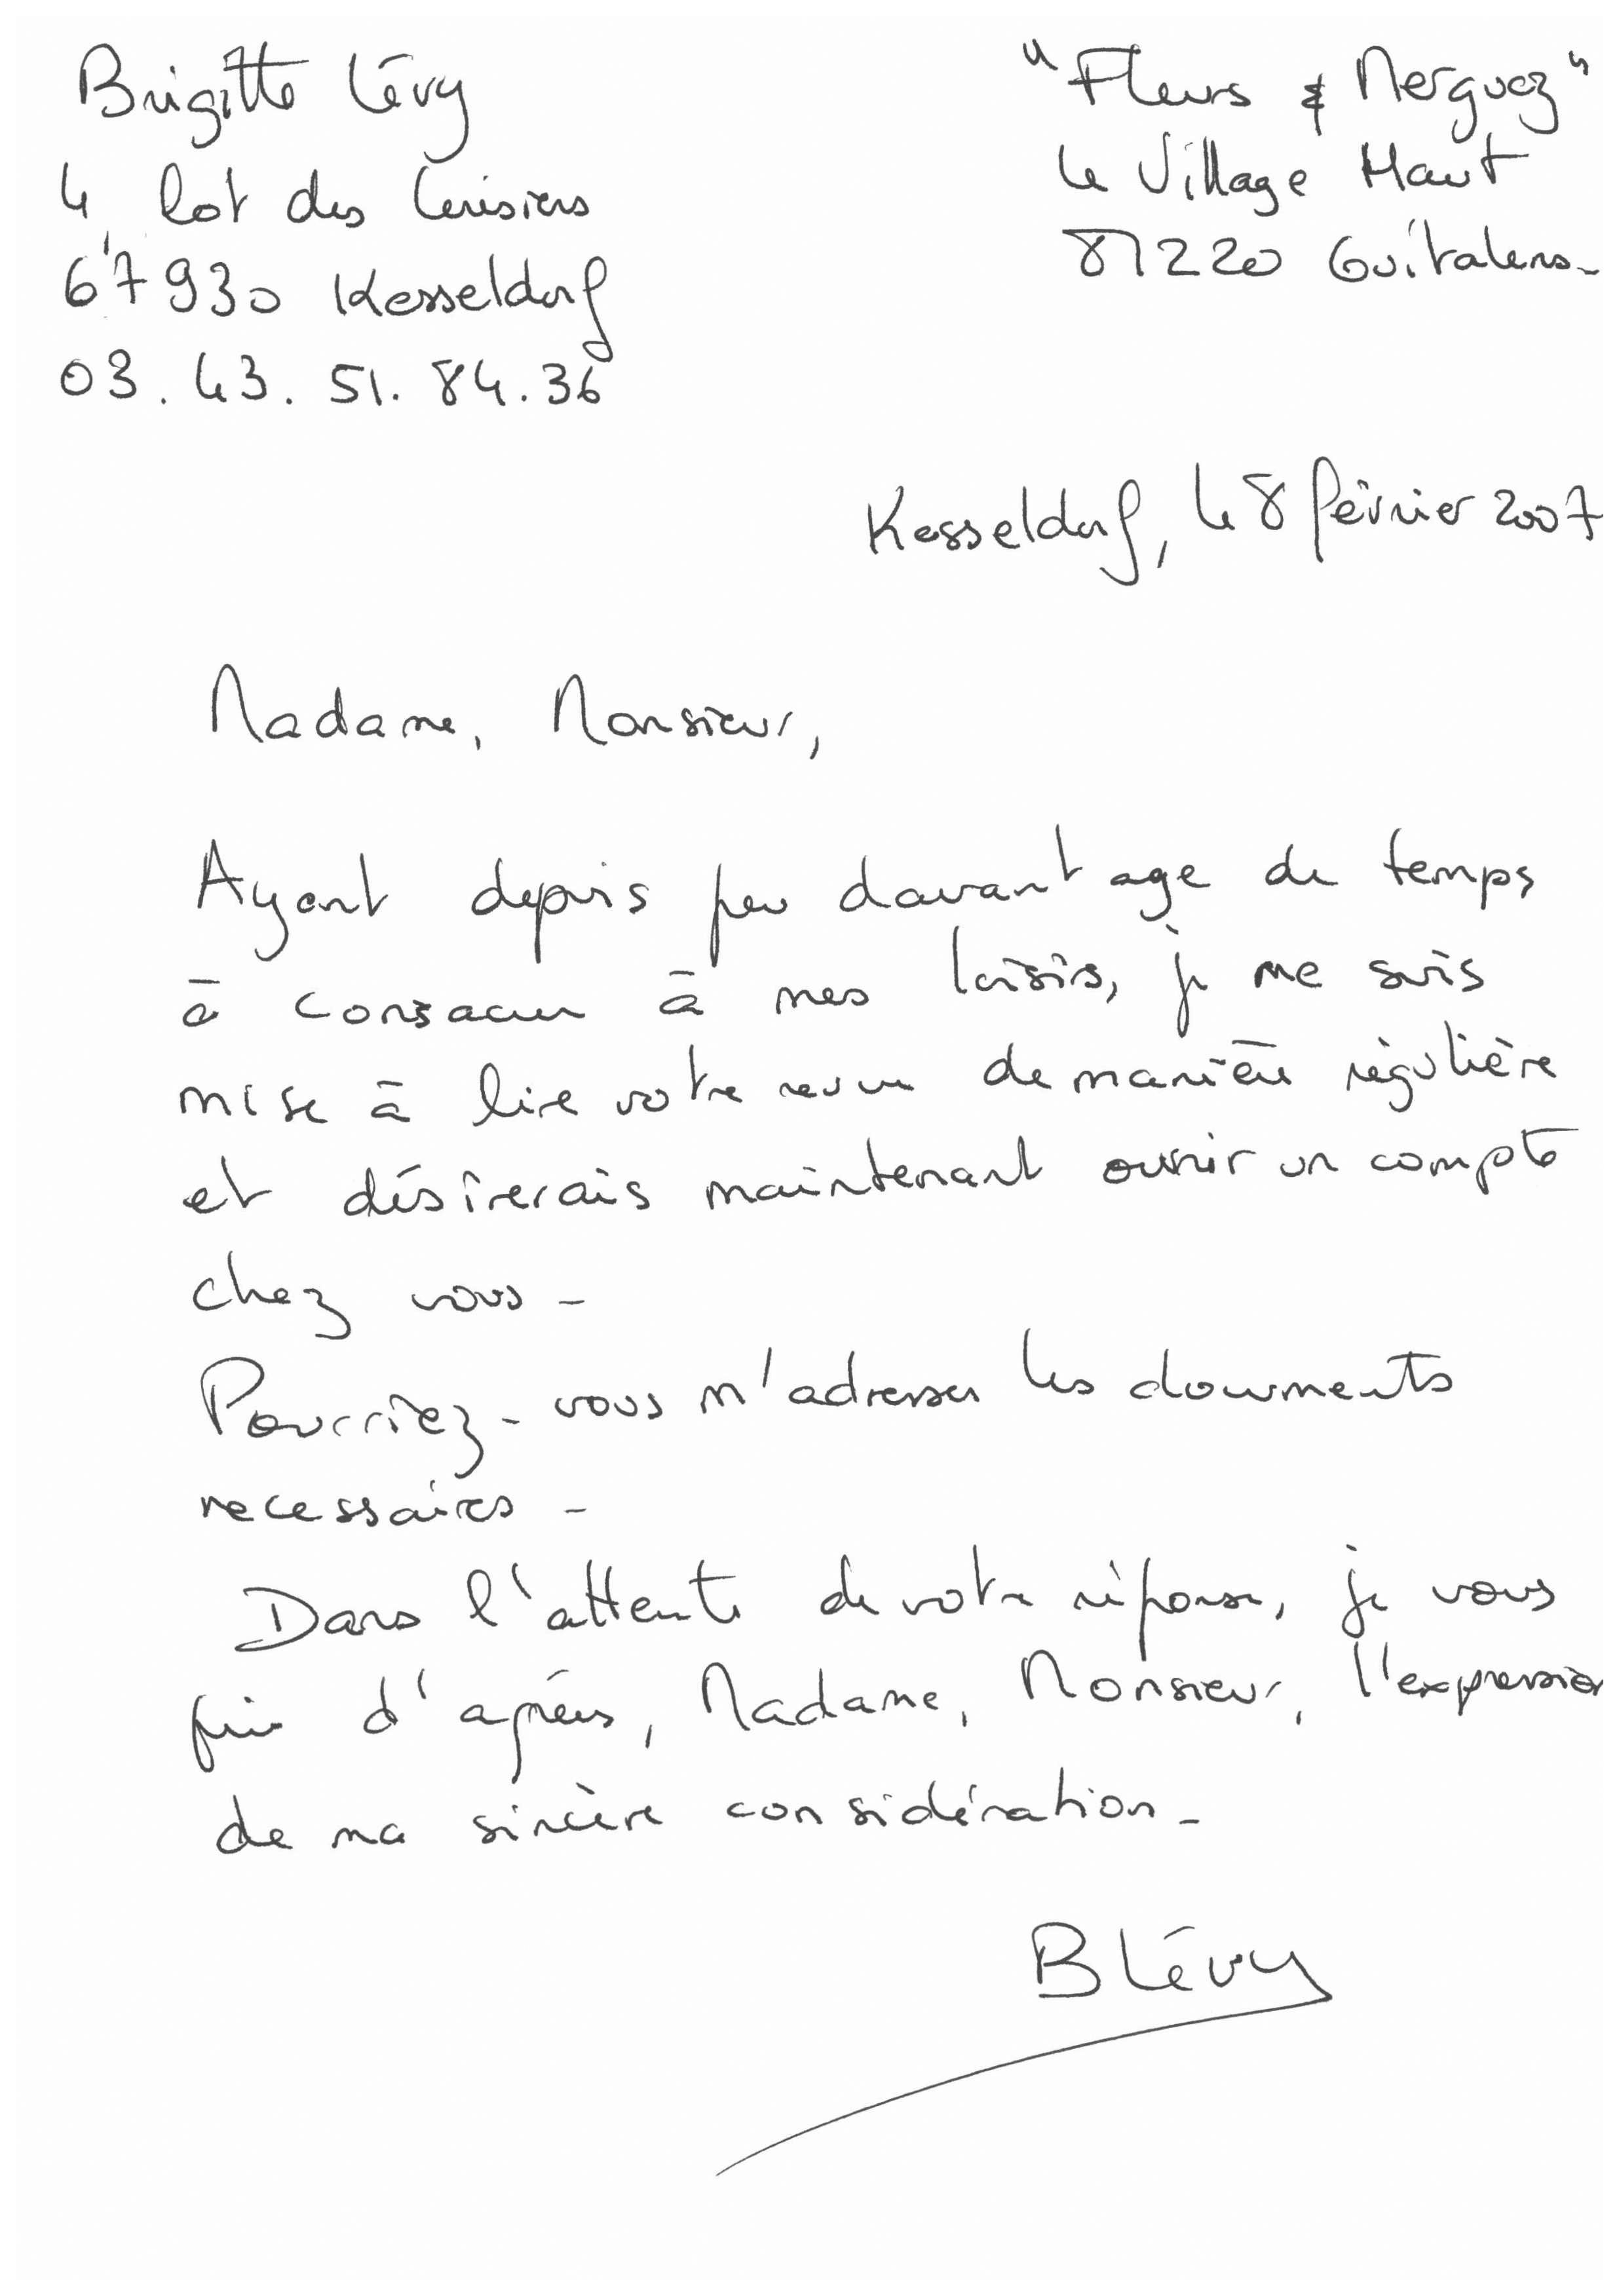 Brigitte Lévy
4, lot des Cerisiers
67930 Kesseldorf
03.43.51.84.36
"Fleurs & Merguez"
Le Village Haut
81220 Guitalens-
Kesseldorf, le 8 février 2007
Madame, Monsieur,
Ayant depuis peu davantage de temps
à consacrer à mes loisirs, je me suis
mise à lire votre revue de manière régulière
et désirerais maintenant ouvrir un compte
chez vous -
Pourriez-vous m'adresser les documents
necessaires -
Dans l'attente de votre réponse, je vous
prie d'agréer, Madame, Monsieur, l'expression
de ma sincère considération -
B Lévy